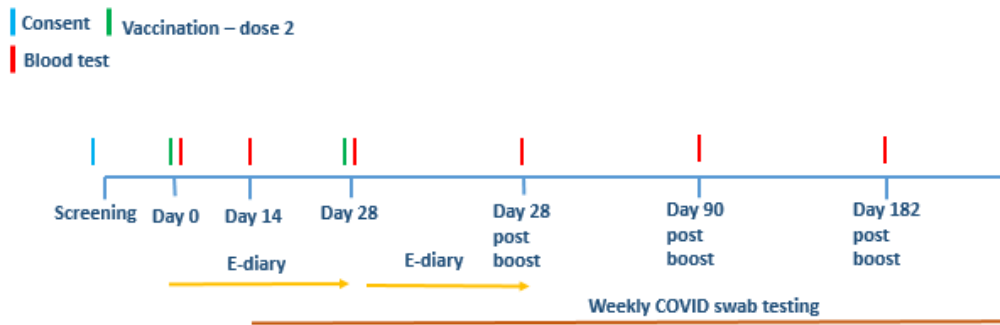 Consent
Vaccination – dose 2
Blood test
Screening
Day 0
Day 14
Day 28
Day 28
post
boost
Day 90
post
boost
Day 182
post
boost
E-diary
E-diary
Weekly COVID swab testing